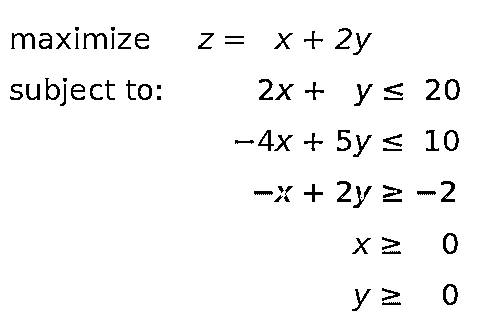 maximize z = x + 2y
subject to: 2x + y ≤ 20
−4x + 5y ≤ 10
−x + 2y ≥ −2
x ≥ 0
y ≥ 0